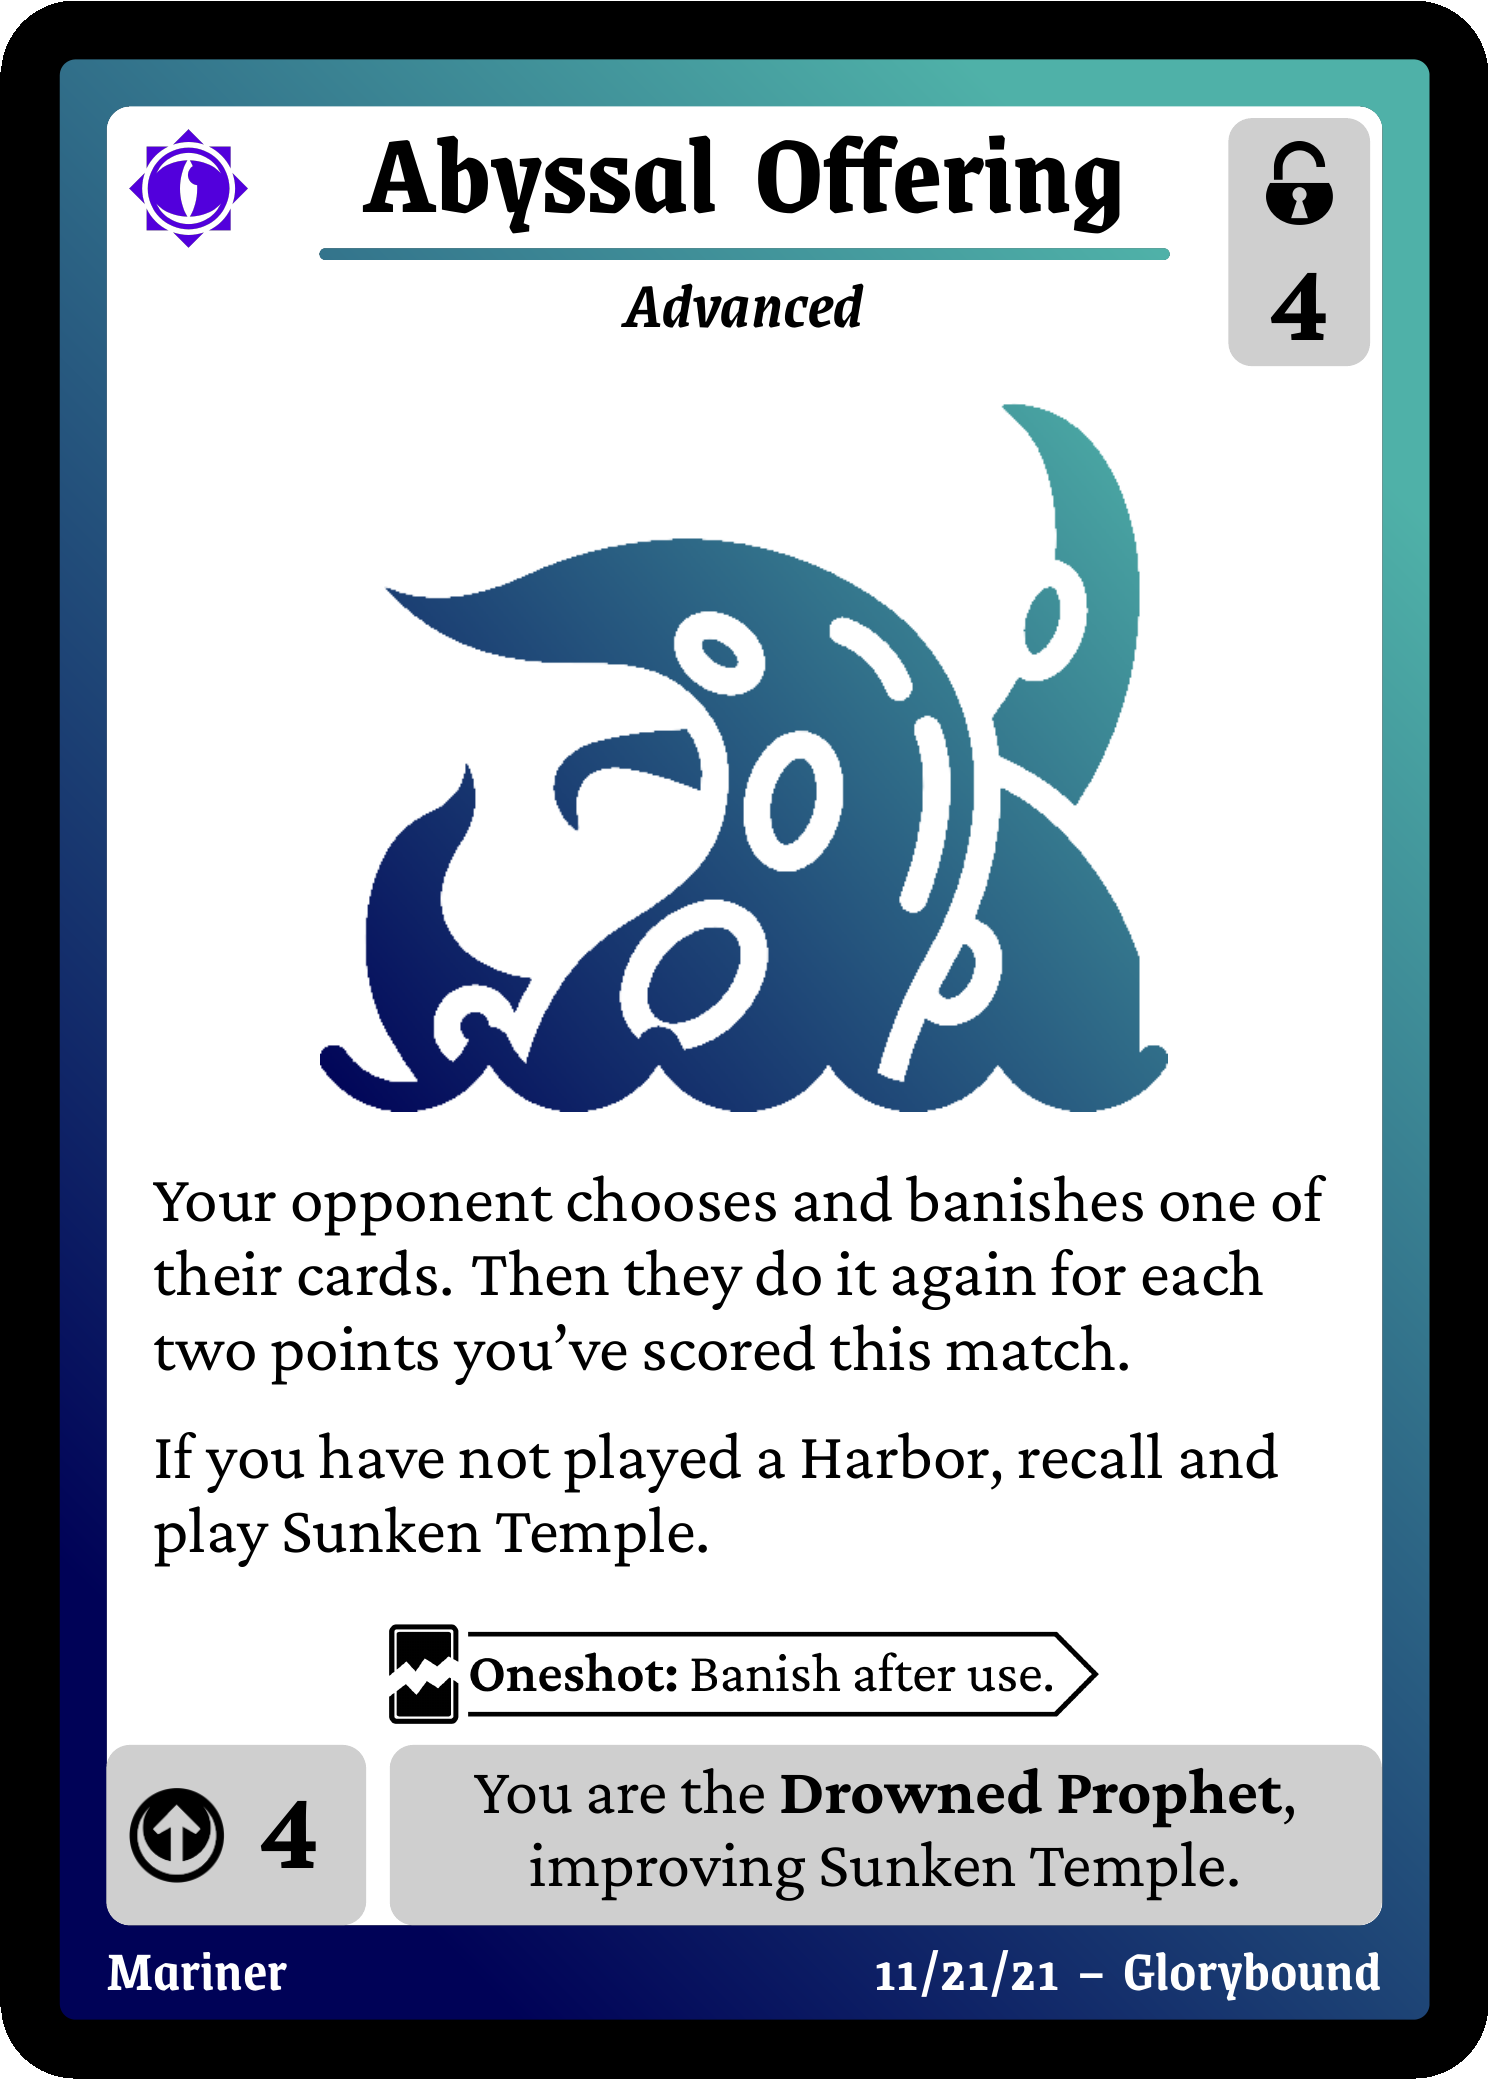 Abyssal Offering
Advanced
4
Your opponent chooses and banishes one of
their cards. Then they do it again for each
two points you’ve scored this match.
If you have not played a Harbor, recall and
play Sunken Temple.
Oneshot: Banish after use.
4
You are the Drowned Prophet,
improving Sunken Temple.
Mariner
11/21/21 – Glorybound